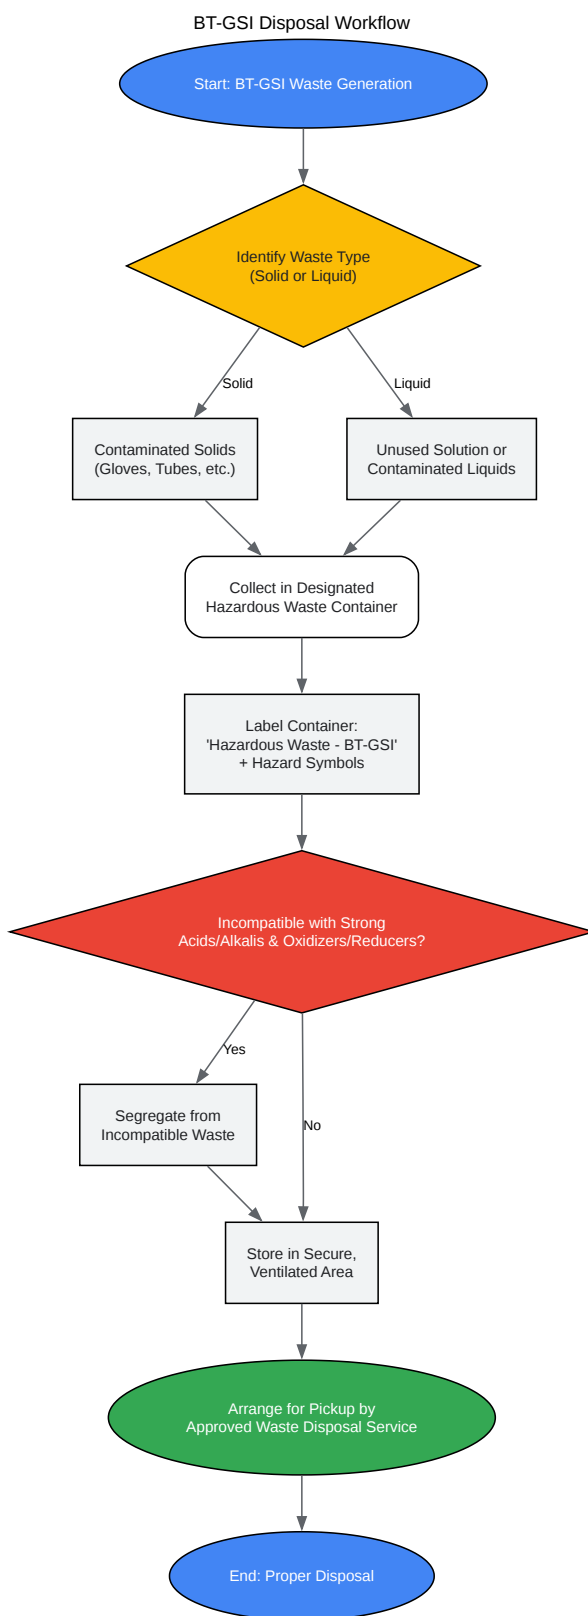 BT-GSI Disposal Workflow
Start: BT-GSI Waste Generation
Identify Waste Type
(Solid or Liquid)
Solid
Liquid
Contaminated Solids
(Gloves, Tubes, etc.)
Unused Solution or
Contaminated Liquids
Collect in Designated
Hazardous Waste Container
Label Container:
'Hazardous Waste - BT-GSI'
+ Hazard Symbols
Incompatible with Strong
Acids/Alkalis & Oxidizers/Reducers?
Yes
Segregate from
Incompatible Waste
No
Store in Secure,
Ventilated Area
Arrange for Pickup by
Approved Waste Disposal Service
End: Proper Disposal